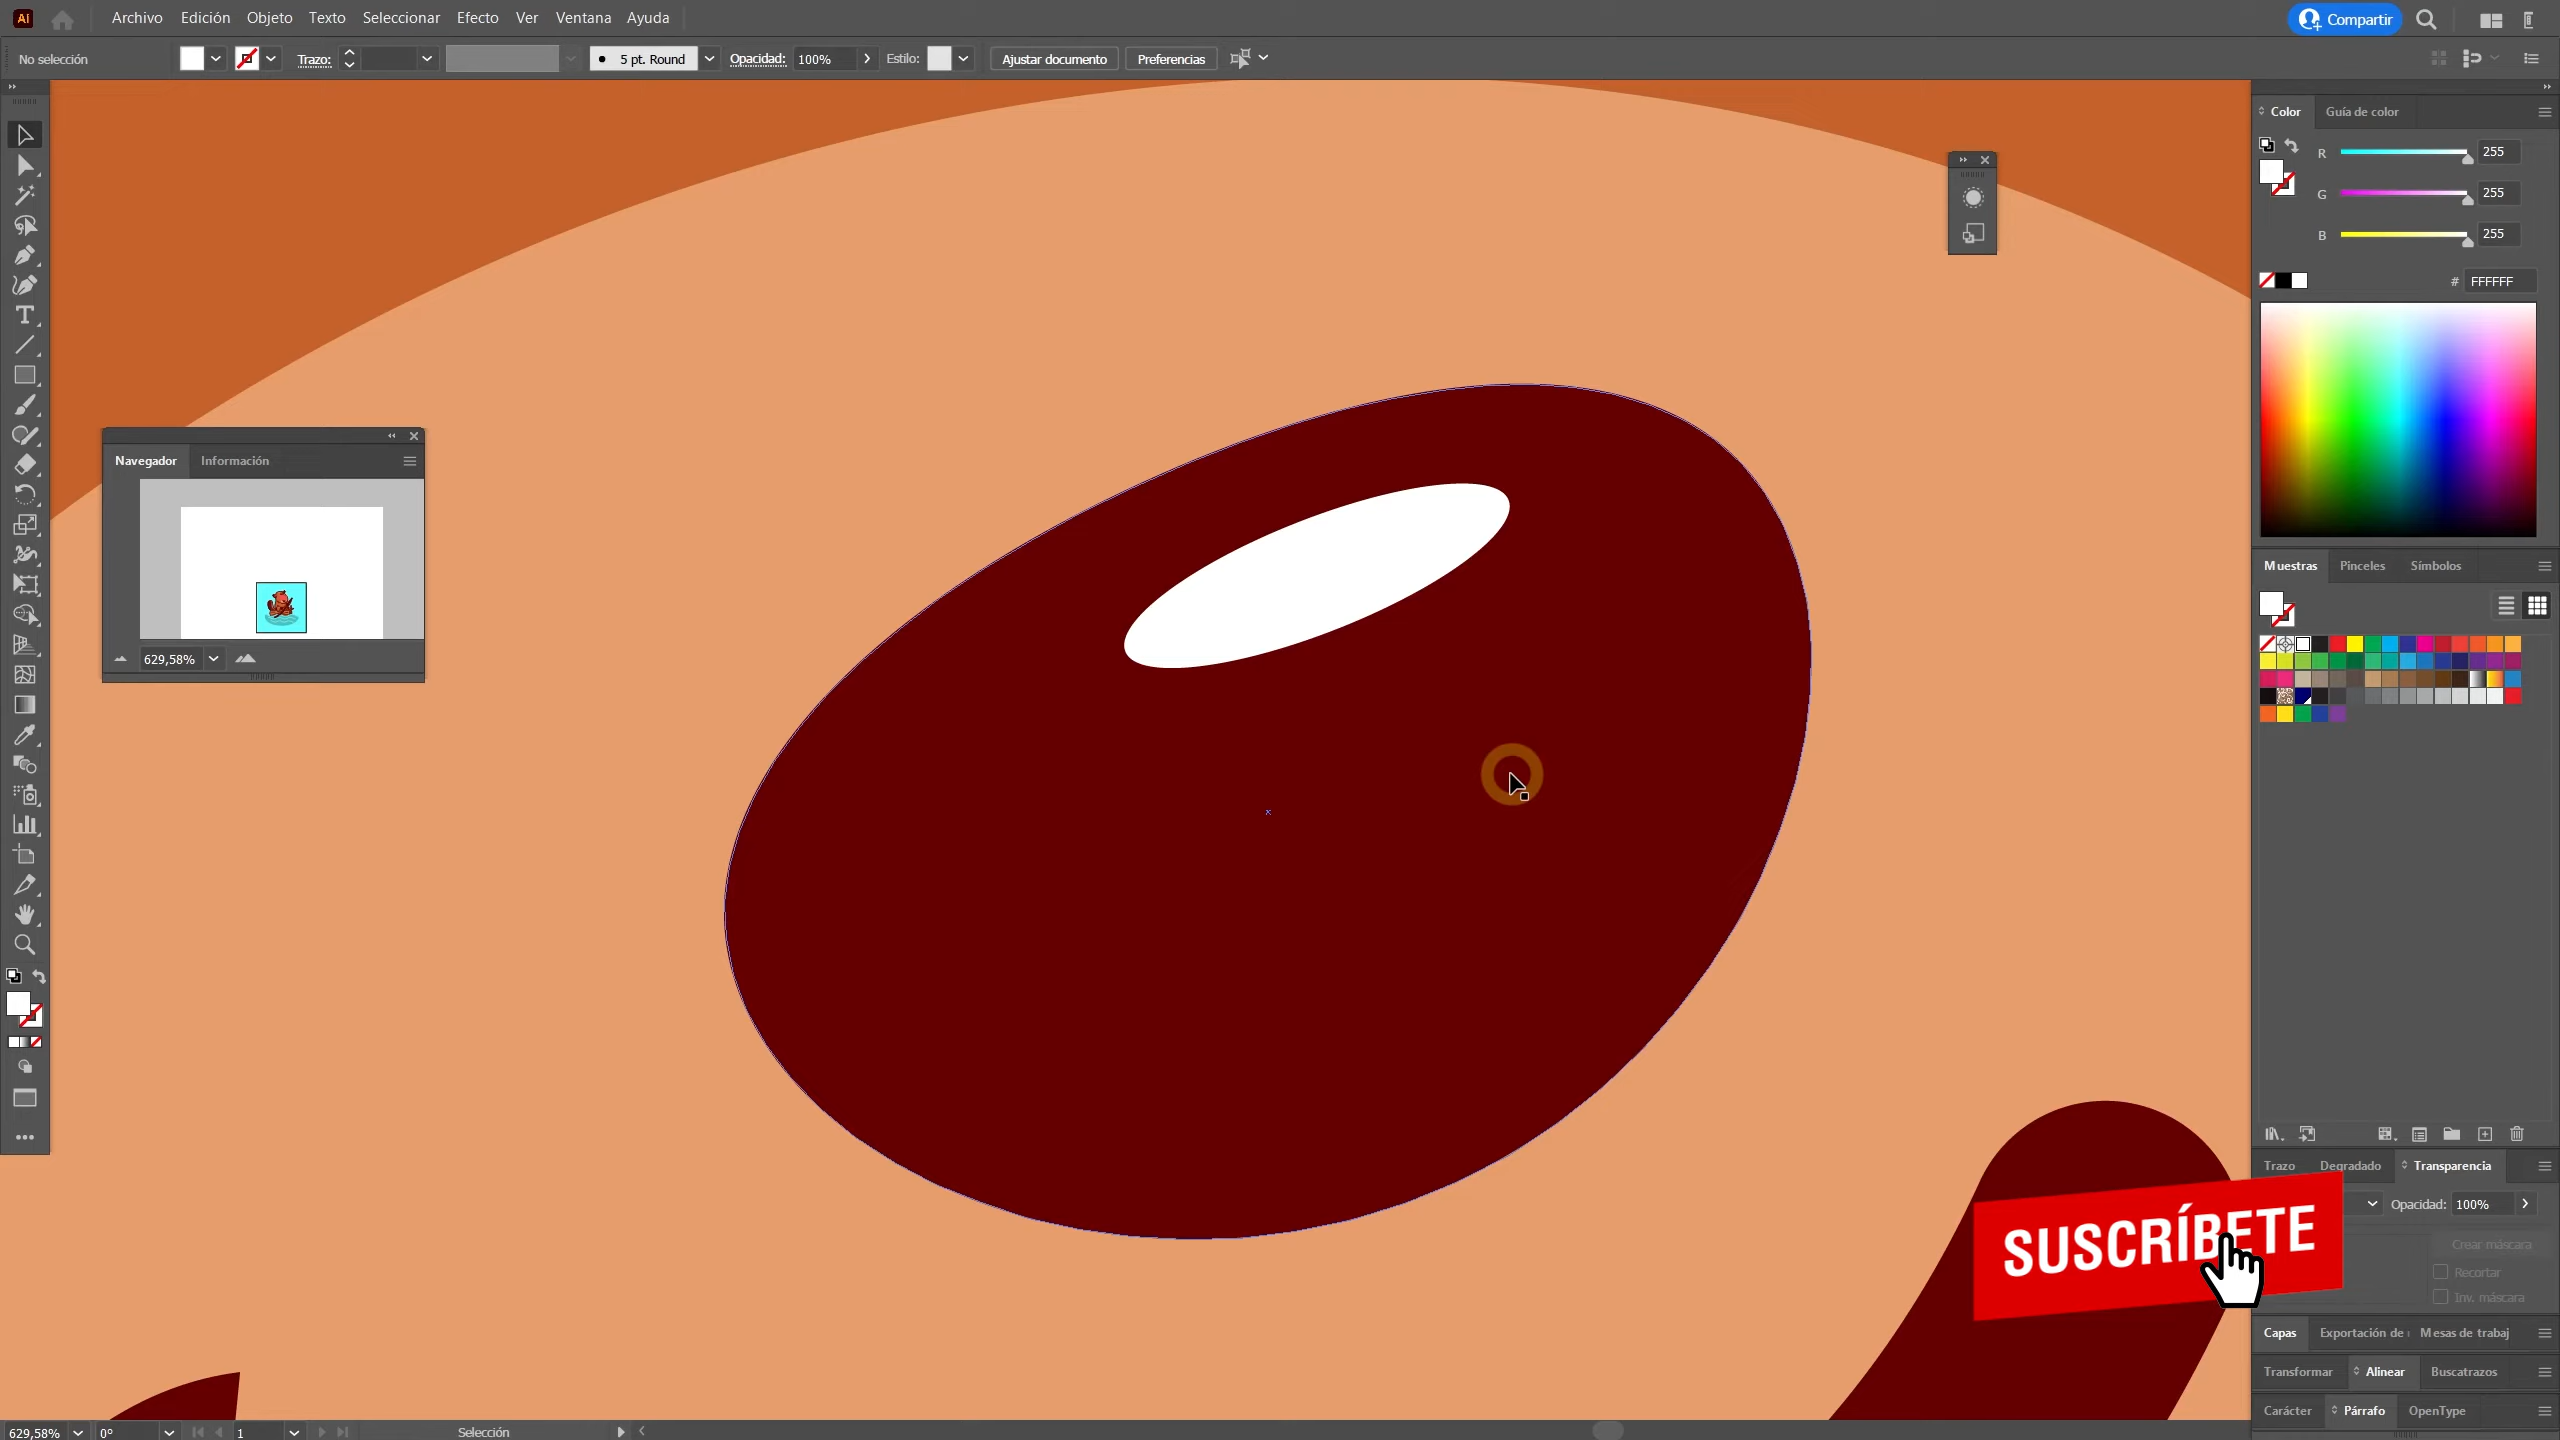 Ai Archivo Edición Objeto Texto Seleccionar Efecto Ver Ventana Ayuda Compartir
No selección Trazo: 5 pt. Round Opacidad: 100% Estilo: Ajustar documento Preferencias
Color Guía de color
R 255
G 255
B 255
# FFFFFF
Navegador Información
629,58%
Muestras Pinceles Símbolos
Trazo Degradado Transparencia
Opacidad: 100%
Crear máscara
Recortar
Inv. máscara
SUSCRÍBETE
Capas Exportación de Mesas de trabaj
Transformar Alinear Buscatrazos
Carácter Párrafo OpenType
629,58% 0° 1 Selección